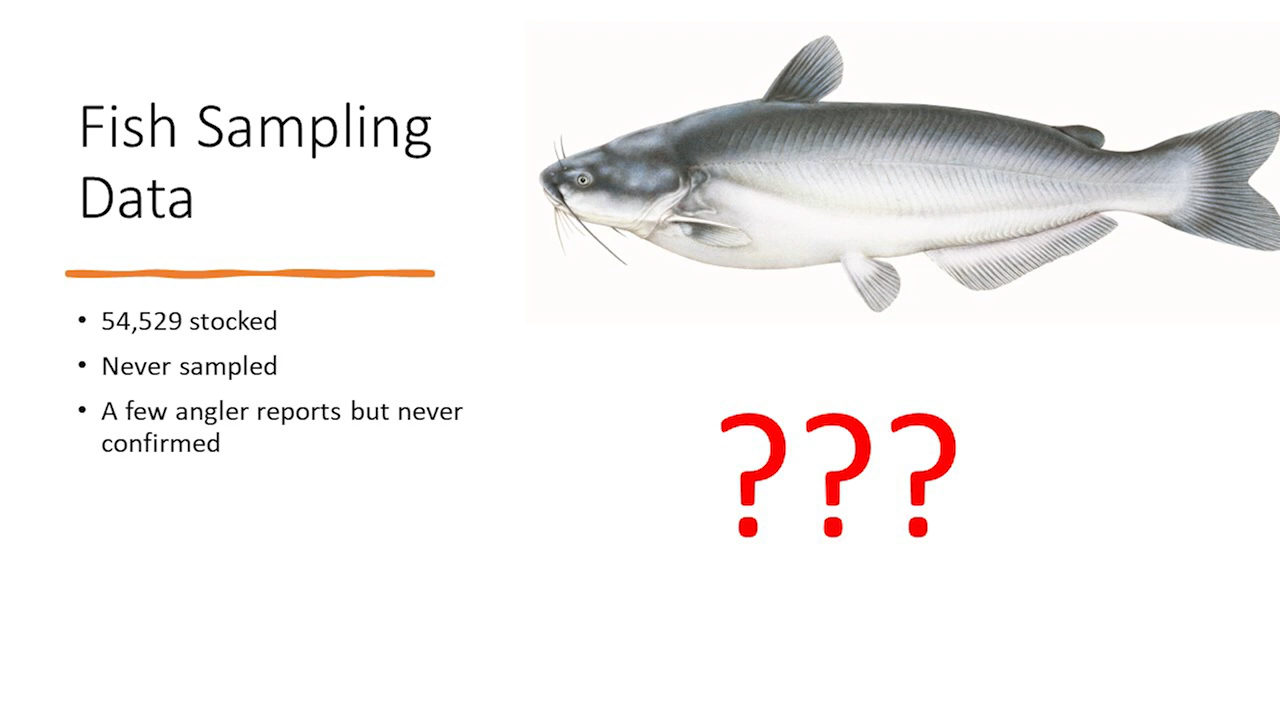 Fish Sampling
Data
• 54,529 stocked
• Never sampled
• A few angler reports but never
confirmed
???